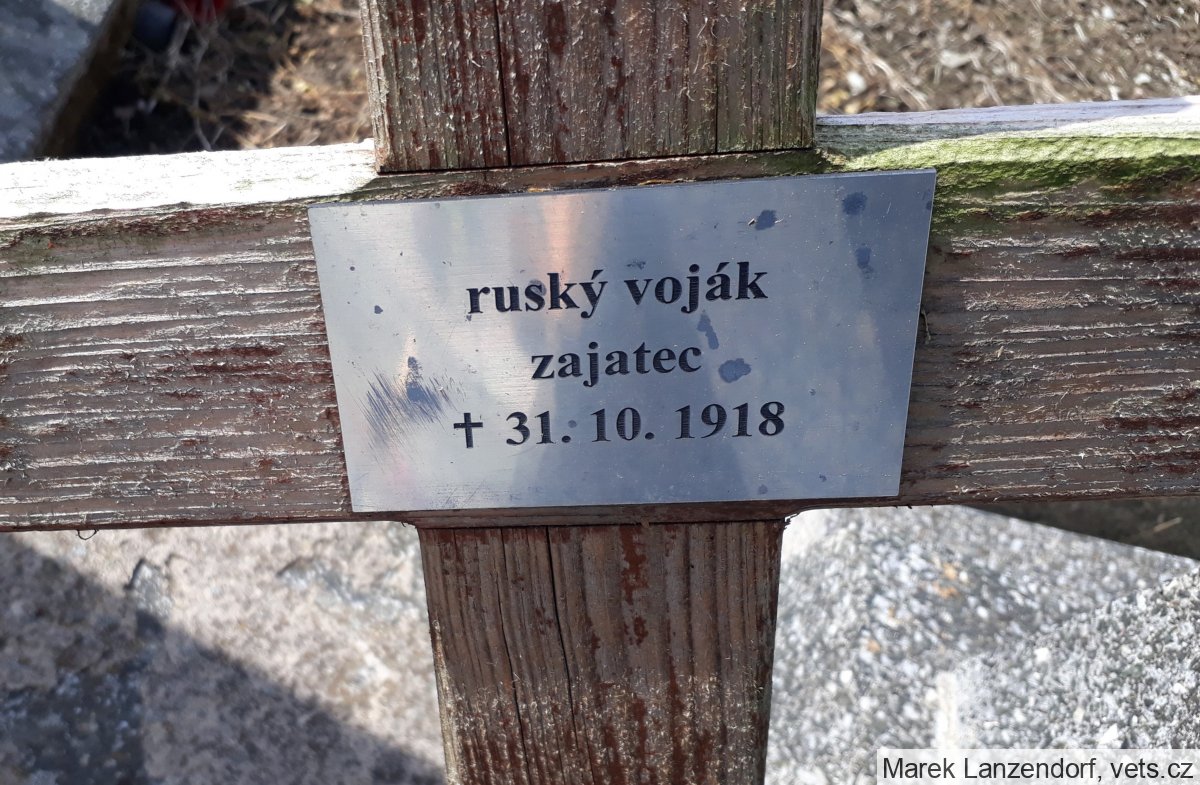 ruský voják
zajatec
✝ 31. 10. 1918
Marek Lanzendorf, vets.cz